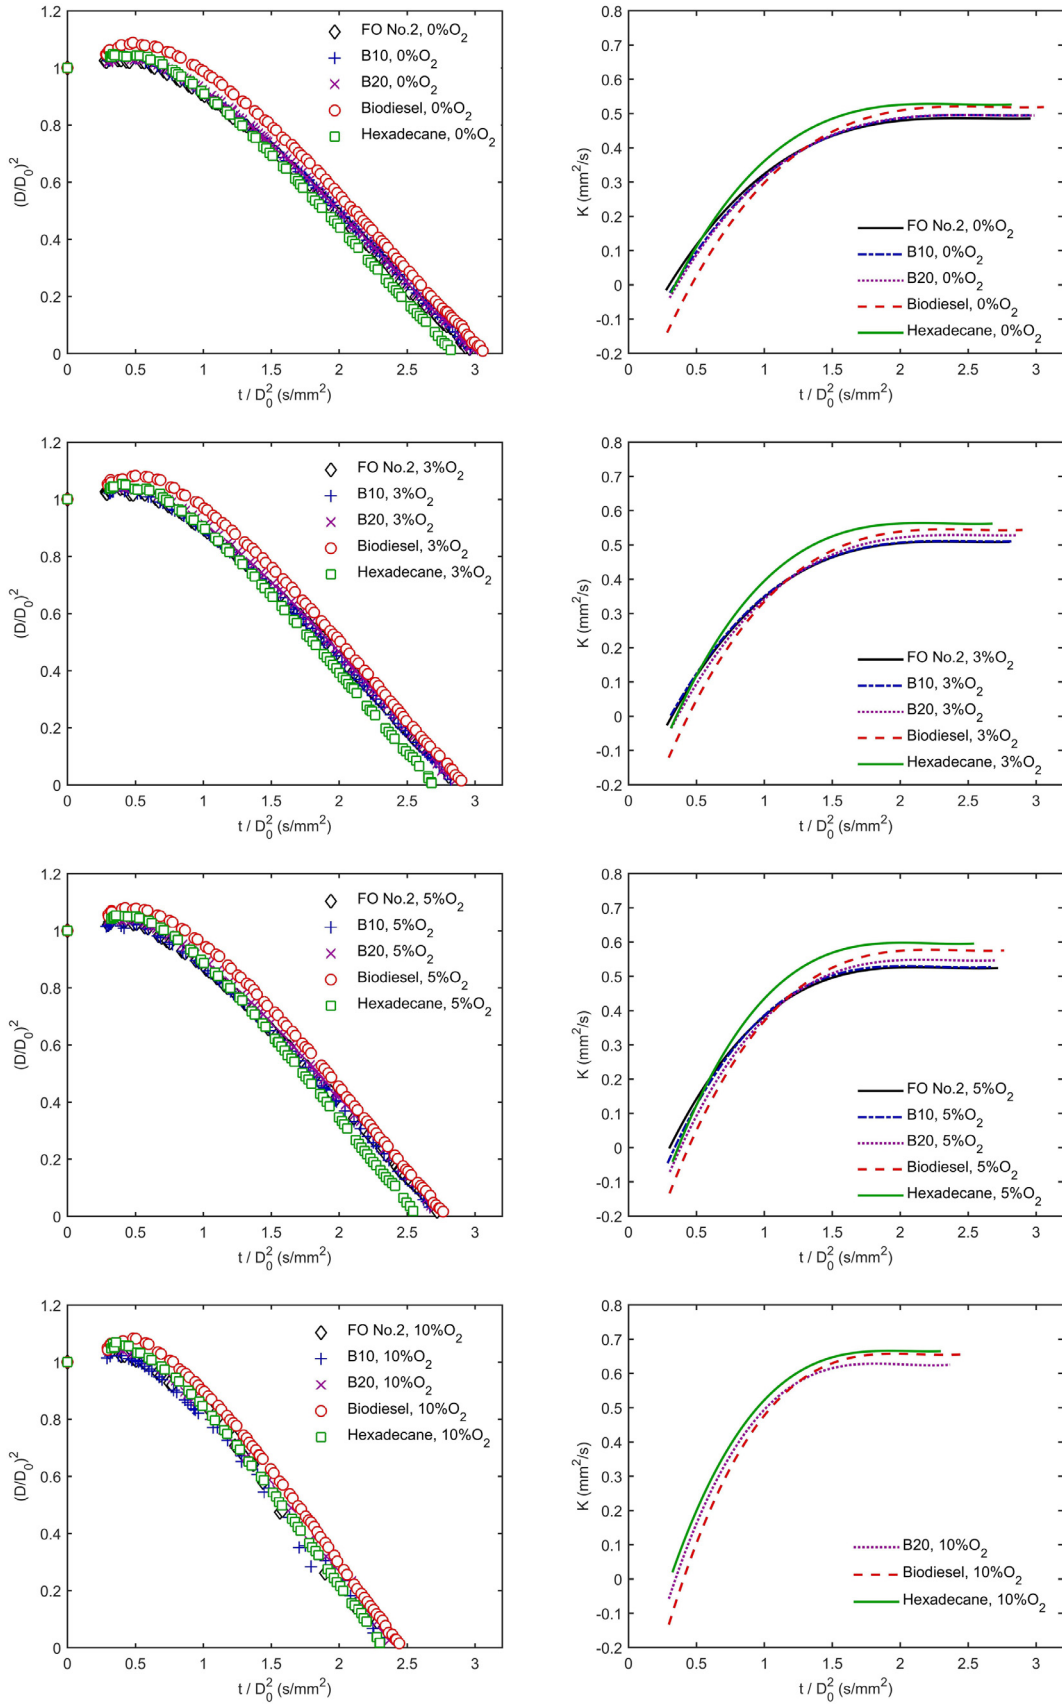 1
0.8
0.6
0.4
0.2
0
(D/D0)2
FO No.2, 0%O2
B10, 0%O2
B20, 0%O2
Biodiesel, 0%O2
Hexadecane, 0%O2
0 0.5 1 1.5 2 2.5 3
t / D02 (s/mm2)
0.8
0.7
0.6
0.5
0.4
0.3
0.2
0.1
0
-0.1
-0.2
K (mm2/s)
FO No.2, 0%O2
B10, 0%O2
B20, 0%O2
Biodiesel, 0%O2
Hexadecane, 0%O2
0 0.5 1 1.5 2 2.5 3
t / D02 (s/mm2)
1.2
1
0.8
0.6
0.4
0.2
0
(D/D0)2
FO No.2, 3%O2
B10, 3%O2
B20, 3%O2
Biodiesel, 3%O2
Hexadecane, 3%O2
0 0.5 1 1.5 2 2.5 3
t / D02 (s/mm2)
0.8
0.7
0.6
0.5
0.4
0.3
0.2
0.1
0
-0.1
-0.2
K (mm2/s)
FO No.2, 3%O2
B10, 3%O2
B20, 3%O2
Biodiesel, 3%O2
Hexadecane, 3%O2
0 0.5 1 1.5 2 2.5 3
t / D02 (s/mm2)
1.2
1
0.8
0.6
0.4
0.2
0
(D/D0)2
FO No.2, 5%O2
B10, 5%O2
B20, 5%O2
Biodiesel, 5%O2
Hexadecane, 5%O2
0 0.5 1 1.5 2 2.5 3
t / D02 (s/mm2)
0.8
0.7
0.6
0.5
0.4
0.3
0.2
0.1
0
-0.1
-0.2
K (mm2/s)
FO No.2, 5%O2
B10, 5%O2
B20, 5%O2
Biodiesel, 5%O2
Hexadecane, 5%O2
0 0.5 1 1.5 2 2.5 3
t / D02 (s/mm2)
1.2
1
0.8
0.6
0.4
0.2
0
(D/D0)2
FO No.2, 10%O2
B10, 10%O2
B20, 10%O2
Biodiesel, 10%O2
Hexadecane, 10%O2
0 0.5 1 1.5 2 2.5 3
t / D02 (s/mm2)
0.8
0.7
0.6
0.5
0.4
0.3
0.2
0.1
0
-0.1
-0.2
K (mm2/s)
B20, 10%O2
Biodiesel, 10%O2
Hexadecane, 10%O2
0 0.5 1 1.5 2 2.5 3
t / D02 (s/mm2)